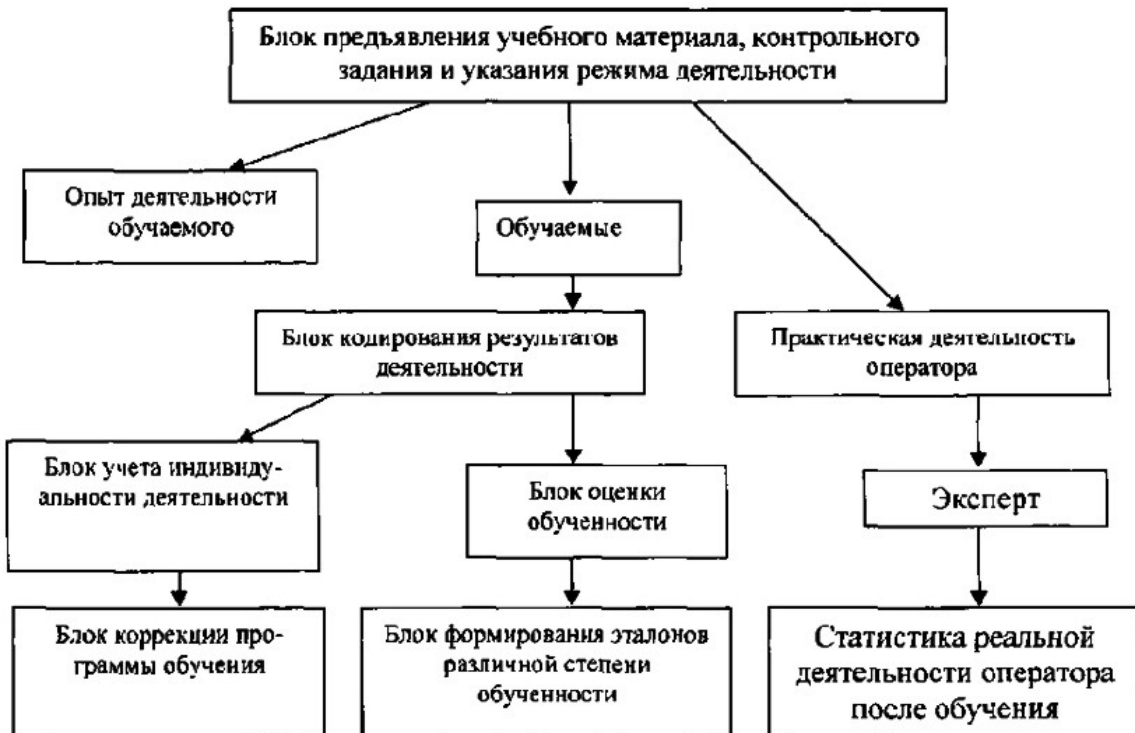 Блок предъявления учебного материала, контрольного
задания и указания режима деятельности
Опыт деятельности
обучаемого
Обучаемые
Блок кодирования результатов
деятельности
Практическая деятельность
оператора
Блок учета индивиду-
альности деятельности
Блок оценки
обученности
Эксперт
Блок коррекции про-
граммы обучения
Блок формирования эталонов
различной степени
обученности
Статистика реальной
деятельности оператора
после обучения